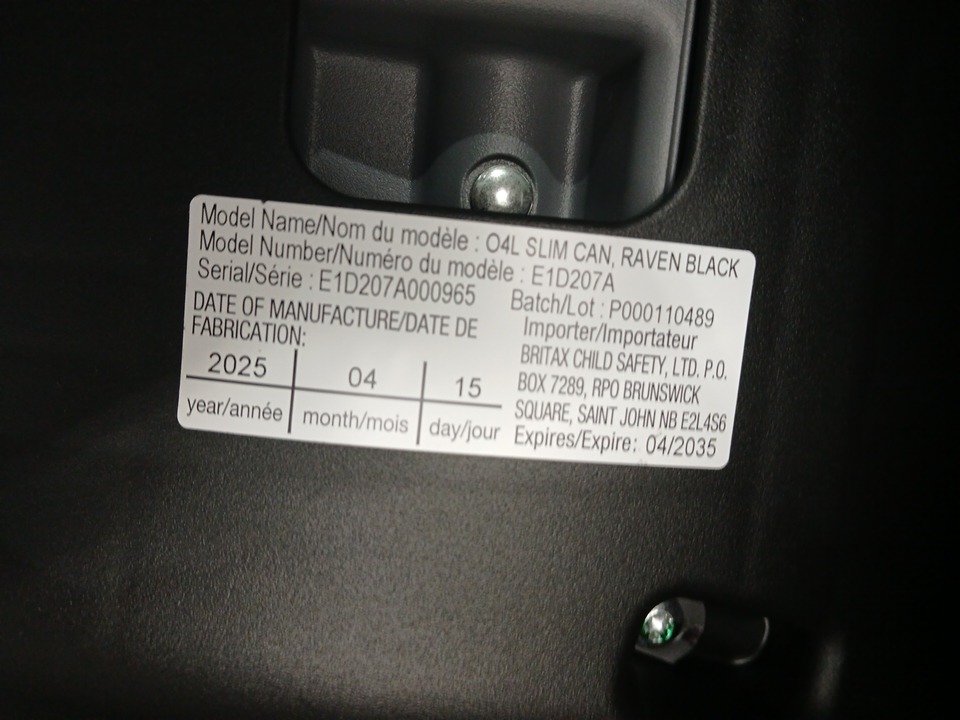 Model Name/Nom du modèle : O4L SLIM CAN, RAVEN BLACK
Model Number/Numéro du modèle : E1D207A
Serial/Série : E1D207A000965
Batch/Lot : P000110489
DATE OF MANUFACTURE/DATE DE
FABRICATION:
2025 04 15
year/année month/mois day/jour
Importer/Importateur
BRITAX CHILD SAFETY, LTD. P.O.
BOX 7289, RPO BRUNSWICK
SQUARE, SAINT JOHN NB E2L4S6
Expires/Expire: 04/2035